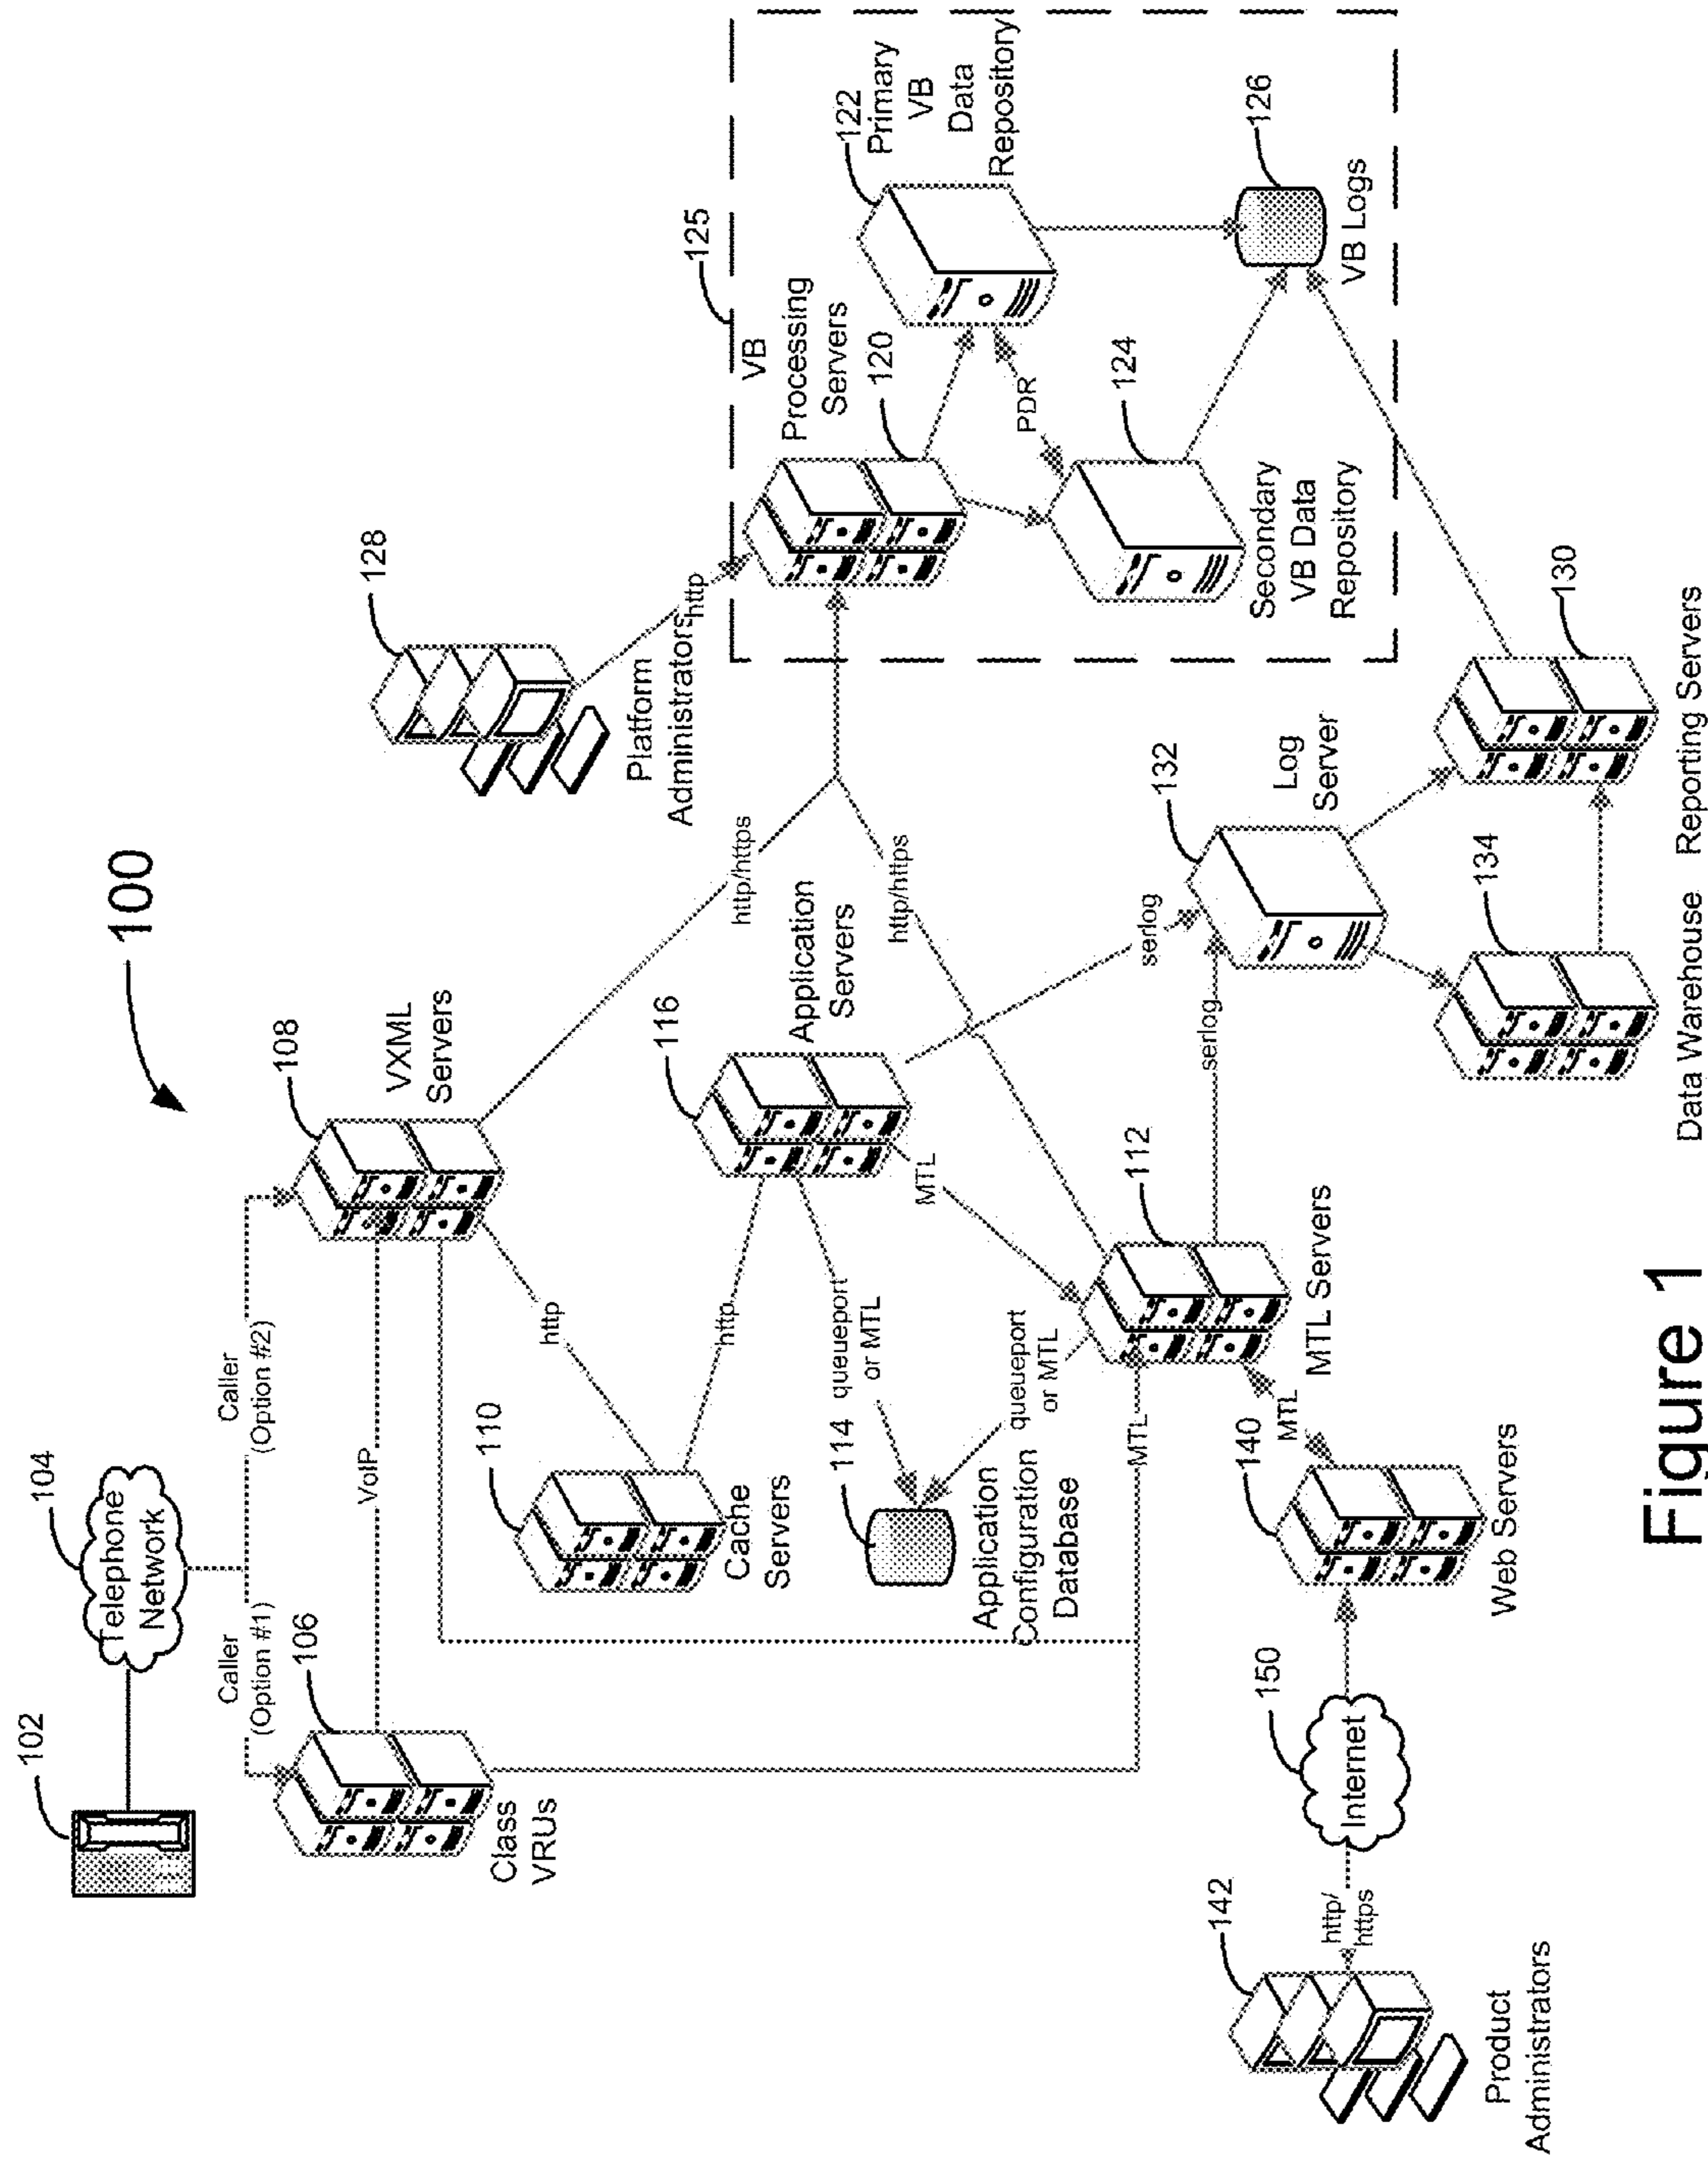 100
102
104
Telephone
Network
Caller
(Option #1)
Caller
(Option #2)
106
Class
VRUs
VoIP
108
VXML
Servers
128
Platform
Administrators
http
http/https
http/https
http
http
110
Cache
Servers
116
Application
Servers
queueport
or MTL
114
Application
Configuration
Database
queueport
or MTL
MTL
MTL
112
MTL Servers
serlog
serlog
132
Log
Server
125
VB
Processing
Servers
120
122
Primary
VB
Data
Repository
PDR
124
Secondary
VB Data
Repository
126
VB Logs
130
Reporting Servers
134
Data Warehouse
140
MTL
Web Servers
150
Internet
http/
https
142
Product
Administrators
Figure 1